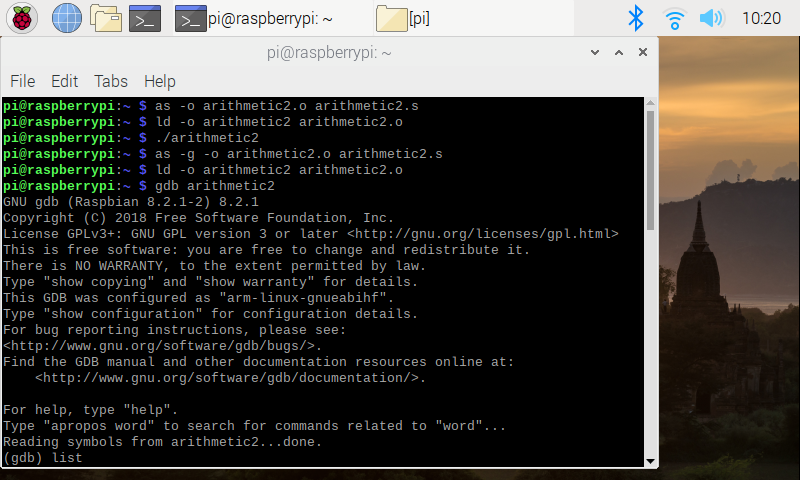 pi@raspberrypi: ~
[pi]
10:20
pi@raspberrypi: ~
File Edit Tabs Help
pi@raspberrypi:~ $ as -o arithmetic2.o arithmetic2.s
pi@raspberrypi:~ $ ld -o arithmetic2 arithmetic2.o
pi@raspberrypi:~ $ ./arithmetic2
pi@raspberrypi:~ $ as -g -o arithmetic2.o arithmetic2.s
pi@raspberrypi:~ $ ld -o arithmetic2 arithmetic2.o
pi@raspberrypi:~ $ gdb arithmetic2
GNU gdb (Raspbian 8.2.1-2) 8.2.1
Copyright (C) 2018 Free Software Foundation, Inc.
License GPLv3+: GNU GPL version 3 or later <http://gnu.org/licenses/gpl.html>
This is free software: you are free to change and redistribute it.
There is NO WARRANTY, to the extent permitted by law.
Type "show copying" and "show warranty" for details.
This GDB was configured as "arm-linux-gnueabihf".
Type "show configuration" for configuration details.
For bug reporting instructions, please see:
<http://www.gnu.org/software/gdb/bugs/>.
Find the GDB manual and other documentation resources online at:
    <http://www.gnu.org/software/gdb/documentation/>.

For help, type "help".
Type "apropos word" to search for commands related to "word"...
Reading symbols from arithmetic2...done.
(gdb) list